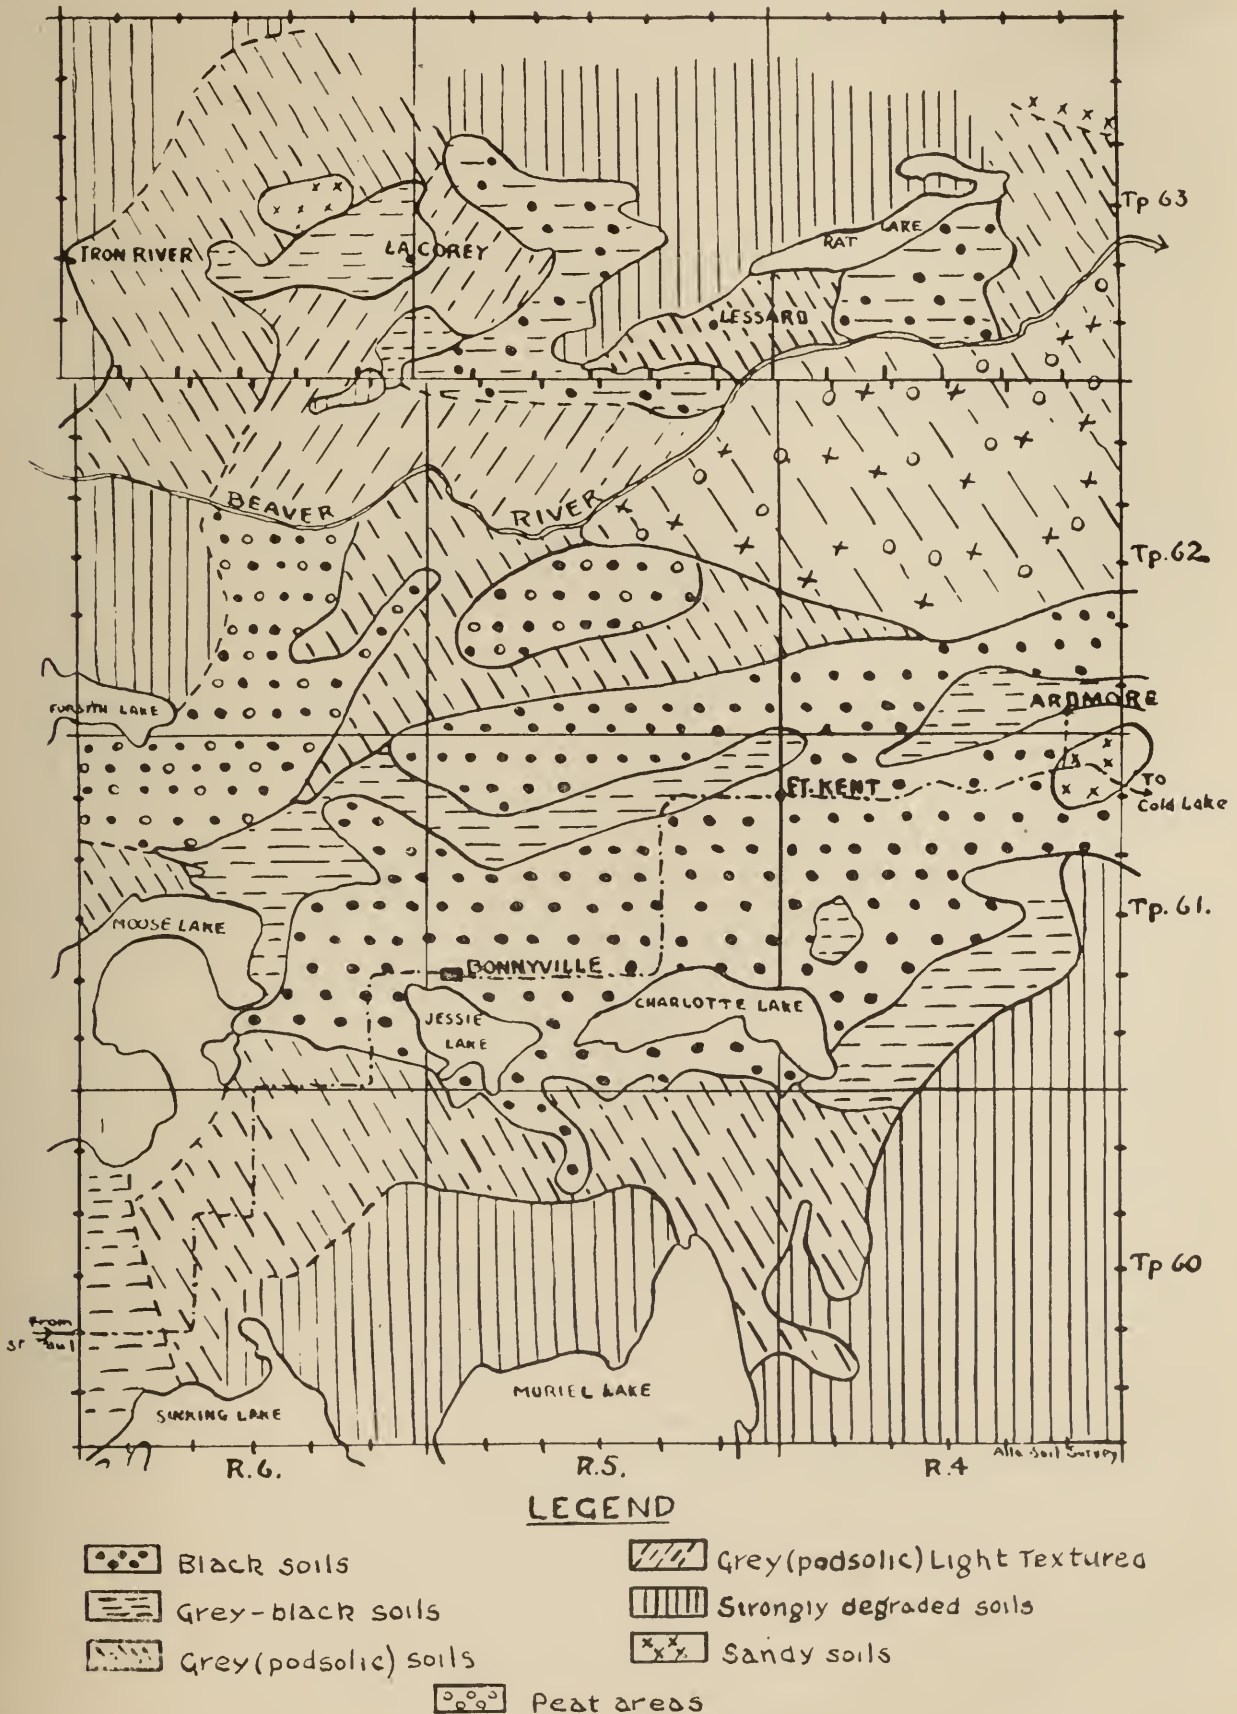 Tp 63
IRON RIVER
LA COREY
RAT LAKE
LESSARD
BEAVER RIVER
Tp. 62
FORSYTH LAKE
ARDMORE
FT. KENT
TO
Cold Lake
MOOSE LAKE
Tp. 61.
BONNYVILLE
CHARLOTTE LAKE
JESSIE
LAKE
Tp 60
From
St Paul
MURIEL LAKE
SINKING LAKE
Alta Soil Survey
R.6.
R.5.
R.4
LEGEND
Black soils
Grey (podsolic) Light Textured
Grey-black soils
Strongly degraded soils
Grey (podsolic) soils
Sandy soils
Peat areas